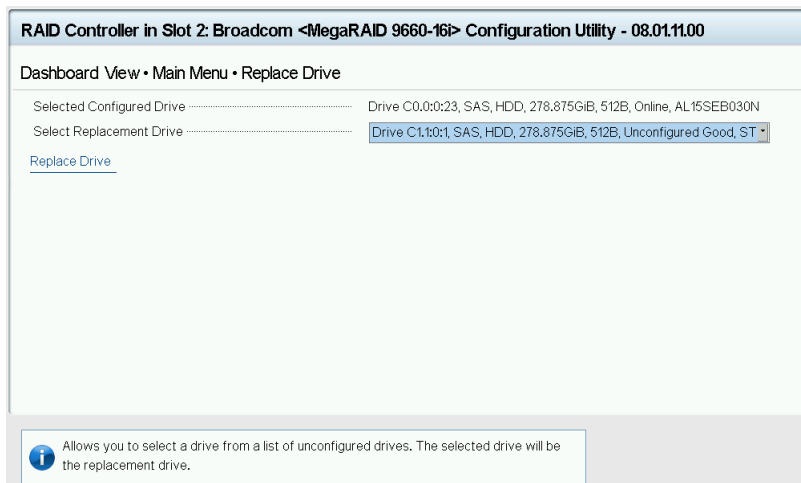 RAID Controller in Slot 2: Broadcom <MegaRAID 9660-16i> Configuration Utility - 08.01.11.00
Dashboard View • Main Menu • Replace Drive
Selected Configured Drive Drive C0.0:0:23, SAS, HDD, 278.875GiB, 512B, Online, AL15SEB030N
Select Replacement Drive Drive C1.1:0:1, SAS, HDD, 278.875GiB, 512B, Unconfigured Good, ST
Replace Drive
Allows you to select a drive from a list of unconfigured drives. The selected drive will be
the replacement drive.